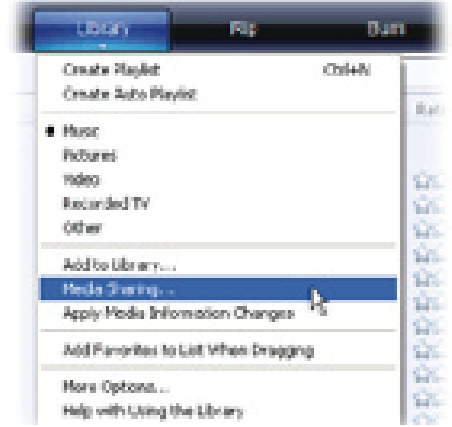 Library Rip Burn
Create Playlist Ctrl+N
Create Auto Playlist
Music
Pictures
Video
Recorded TV
Other
Add to Library...
Media Sharing...
Apply Media Information Changes
Add Favorites to List When Dragging
More Options...
Help with Using the Library